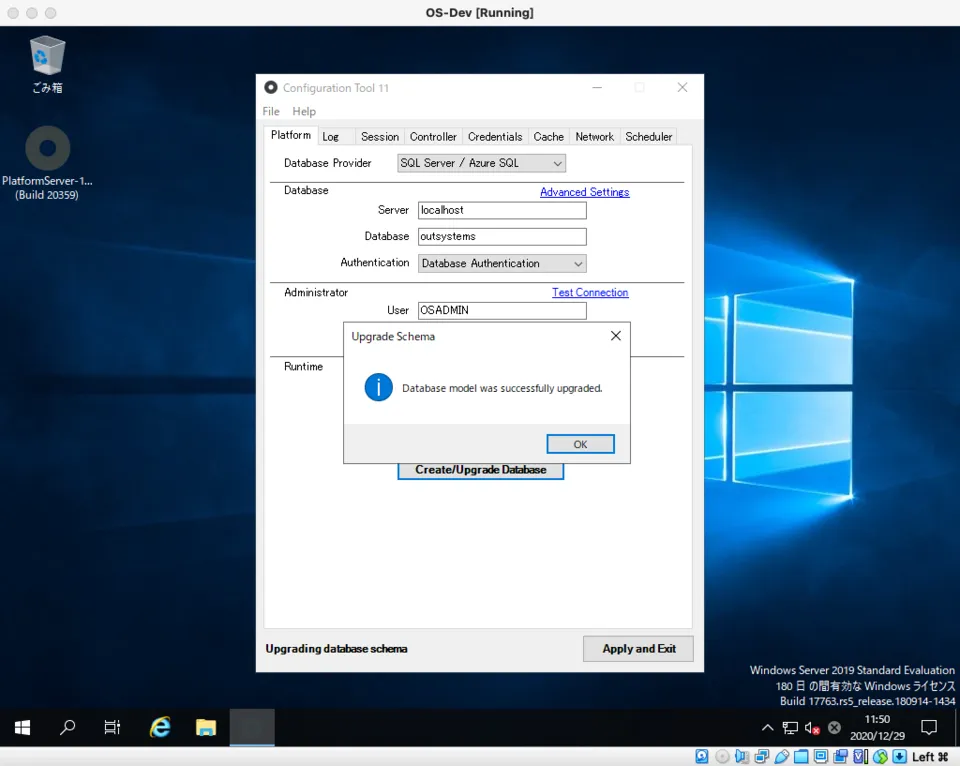 OS-Dev [Running]
ごみ箱
PlatformServer-1...
(Build 20359)
Configuration Tool 11
File Help
Platform Log Session Controller Credentials Cache Network Scheduler
Database Provider SQL Server / Azure SQL
Database Advanced Settings
Server localhost
Database outsystems
Authentication Database Authentication
Administrator Test Connection
User OSADMIN
Upgrade Schema
Runtime
Database model was successfully upgraded.
OK
Create/Upgrade Database
Upgrading database schema Apply and Exit
Windows Server 2019 Standard Evaluation
180 日の間有効な Windows ライセンス
Build 17763.rs5_release.180914-1434
11:50
2020/12/29
Left ⌘